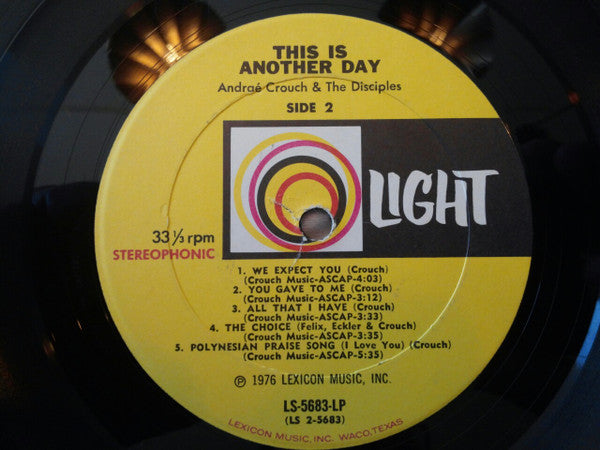 THIS IS
ANOTHER DAY
Andraé Crouch & The Disciples
SIDE 2
LIGHT
33⅓ rpm
STEREOPHONIC
1. WE EXPECT YOU (Crouch)
(Crouch Music-ASCAP-4:03)
2. YOU GAVE TO ME (Crouch)
(Crouch Music-ASCAP-3:12)
3. ALL THAT I HAVE (Crouch)
(Crouch Music-ASCAP-3:33)
4. THE CHOICE (Felix, Eckler & Crouch)
(Crouch Music-ASCAP-3:35)
5. POLYNESIAN PRAISE SONG (I Love You) (Crouch)
(Crouch Music-ASCAP-5:35)
℗ 1976 LEXICON MUSIC, INC.
LS-5683-LP
(LS 2-5683)
LEXICON MUSIC, INC. WACO, TEXAS